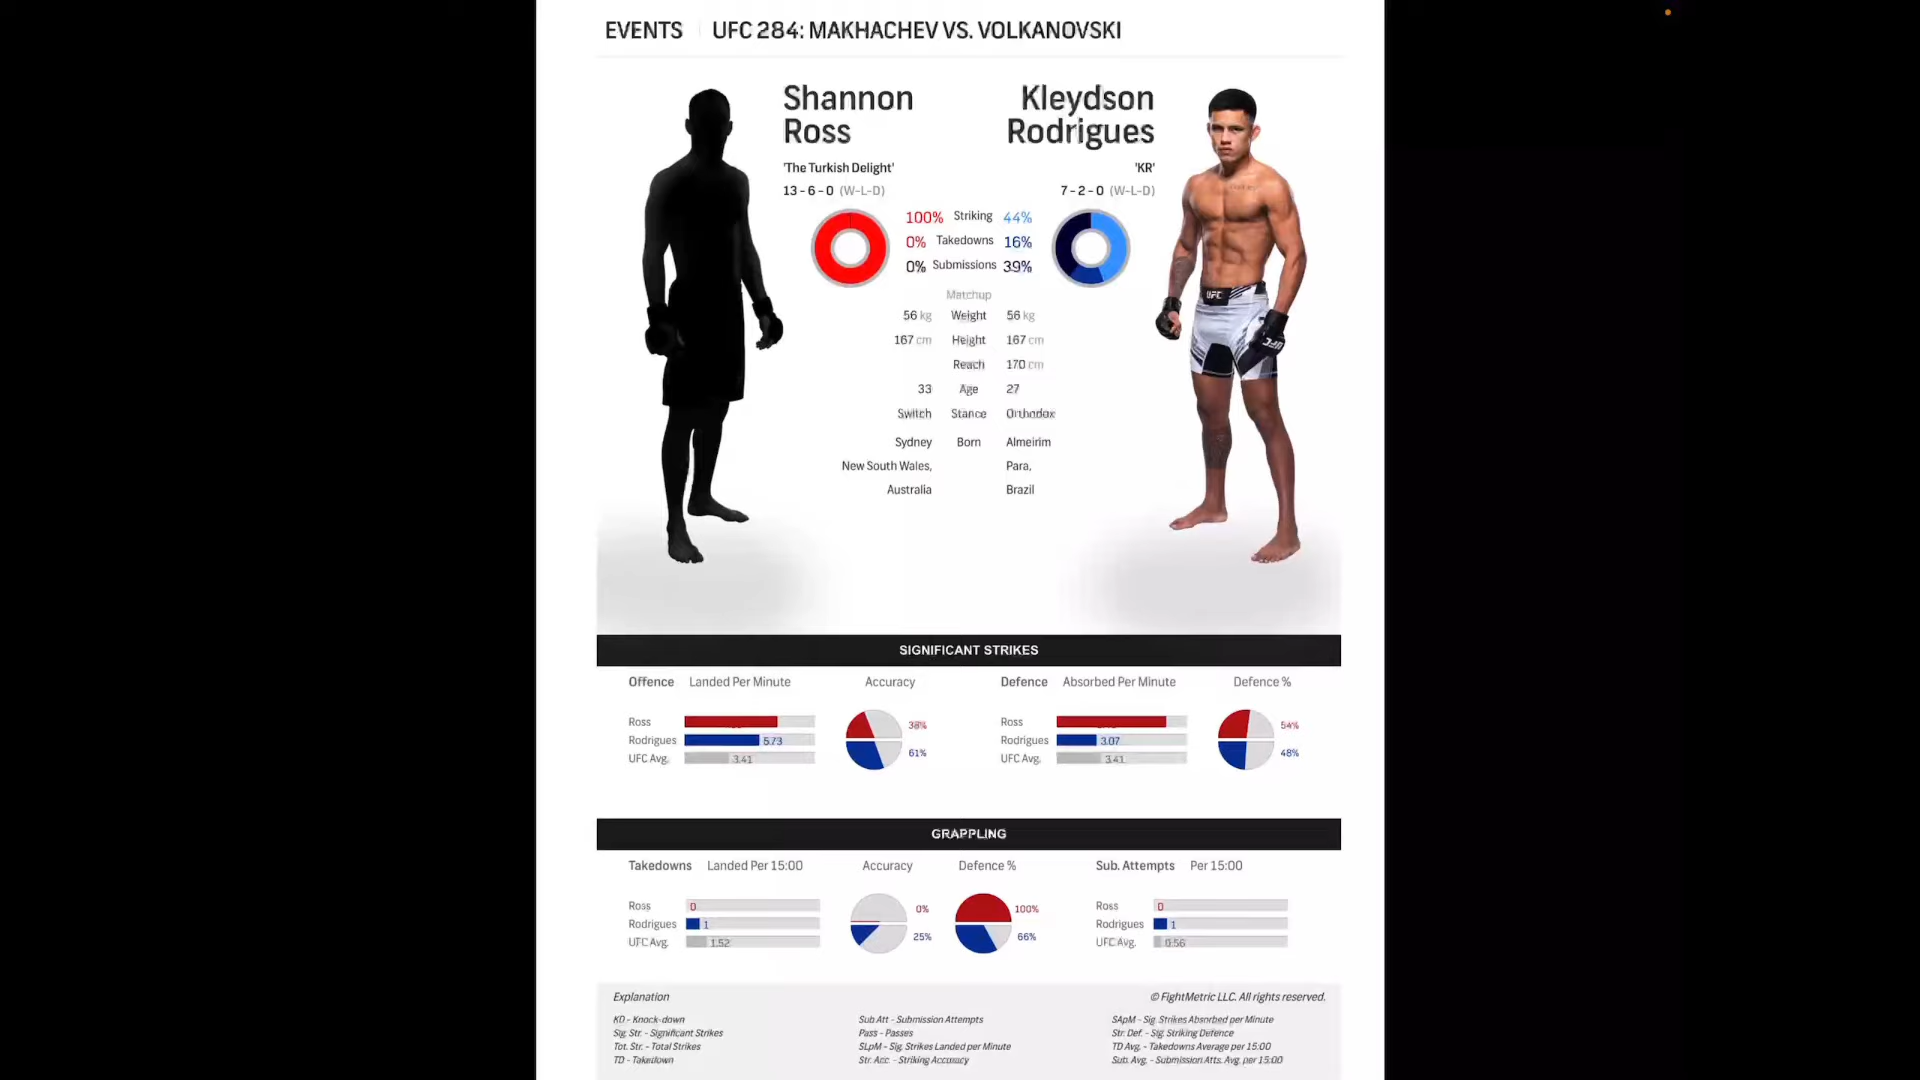 EVENTS UFC 284: MAKHACHEV VS. VOLKANOVSKI
Shannon
Ross
Kleydson
Rodrigues
'The Turkish Delight'
'KR'
13 - 6 - 0 (W-L-D)
7 - 2 - 0 (W-L-D)
100% Striking 44%
0% Takedowns 16%
0% Submissions 39%
Matchup
56 kg Weight 56 kg
167 cm Height 167 cm
Reach 170 cm
33 Age 27
Switch Stance Orthodox
Sydney Born Almeirim
New South Wales, Para,
Australia Brazil
UFC
UFC
SIGNIFICANT STRIKES
Offence Landed Per Minute Accuracy Defence Absorbed Per Minute Defence %
Ross 38% Ross 54%
Rodrigues 5.73 61% Rodrigues 3.07 48%
UFC Avg. 3.41 UFC Avg. 3.41
GRAPPLING
Takedowns Landed Per 15:00 Accuracy Defence % Sub. Attempts Per 15:00
Ross 0 0% 100% Ross 0
Rodrigues 1 25% 66% Rodrigues 1
UFC Avg. 1.52 UFC Avg. 0.56
Explanation © FightMetric LLC. All rights reserved.
KD - Knock-down Sub Att - Submission Attempts SApM - Sig. Strikes Absorbed per Minute
Sig. Str. - Significant Strikes Pass - Passes Str. Def. - Sig. Striking Defence
Tot. Str. - Total Strikes SLpM - Sig. Strikes Landed per Minute TD Avg. - Takedowns Average per 15:00
TD - Takedown Str. Acc. - Striking Accuracy Sub. Avg. - Submission Atts. Avg. per 15:00